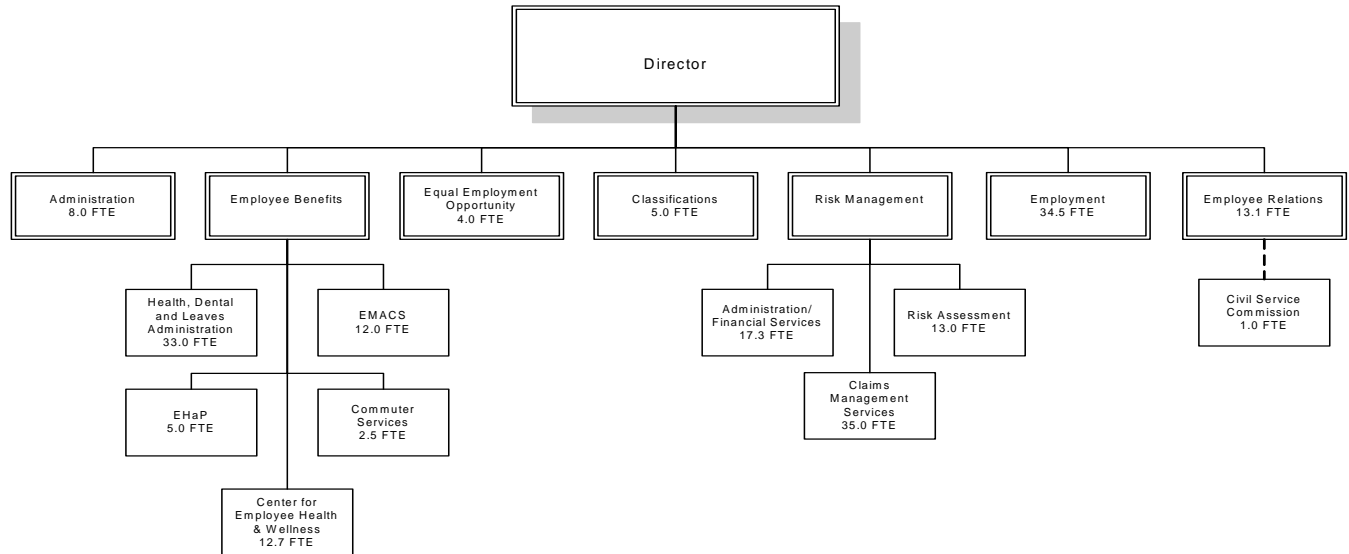 Director
Administration
8.0 FTE
Employee Benefits
Equal Employment
Opportunity
4.0 FTE
Classifications
5.0 FTE
Risk Management
Employment
34.5 FTE
Employee Relations
13.1 FTE
Health, Dental
and Leaves
Administration
33.0 FTE
EMACS
12.0 FTE
Administration/
Financial Services
17.3 FTE
Risk Assessment
13.0 FTE
Civil Service
Commission
1.0 FTE
EHaP
5.0 FTE
Commuter
Services
2.5 FTE
Claims
Management
Services
35.0 FTE
Center for
Employee Health
& Wellness
12.7 FTE